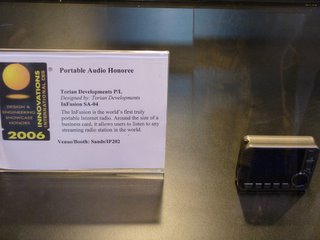 Portable Audio Honoree
Torian Developments P/L
Designed by: Torian Developments
InFusion SA-04
The InFusion is the world's first truly
portable Internet radio. Around the size of a
business card, it allows users to listen to any
streaming radio station in the world.
Venue/Booth: Sands/IP202
INNOVATIONS
INTERNATIONAL CES
DESIGN &
ENGINEERING
SHOWCASE
HONORS
2006